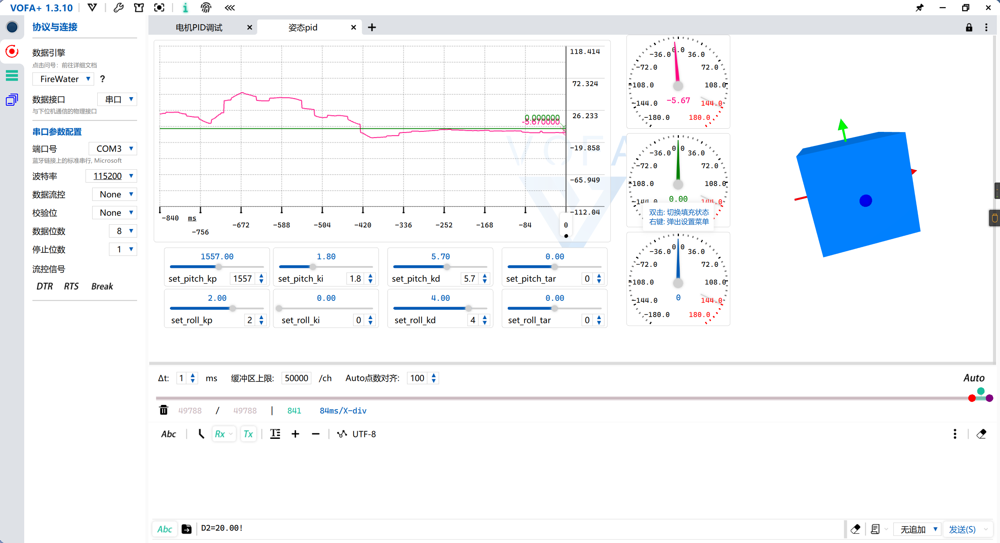 VOFA+ 1.3.10
协议与连接
数据引擎
点击问号：前往详细文档
FireWater ?
数据接口 串口
与下位机通信的物理接口
串口参数配置
端口号 COM3
蓝牙链接上的标准串行, Microsoft
波特率 115200
数据流控 None
校验位 None
数据位数 8
停止位数 1
流控信号
DTR RTS Break
电机PID调试
姿态pid
118.414
72.324
26.233
-19.858
-65.949
-112.04
0.000000
-5.670000
VOFA
-840 ms
-756
-672
-588
-504
-420
-336
-252
-168
-84
0
1557.00
set_pitch_kp 1557
1.80
set_pitch_ki 1.8
5.70
set_pitch_kd 5.7
0.00
set_pitch_tar 0
2.00
set_roll_kp 2
0.00
set_roll_ki 0
4.00
set_roll_kd 4
0.00
set_roll_tar 0
0.0
-36.0 36.0
-72.0 72.0
-108.0 108.0
-144.0 -5.67 144.0
-180.0 180.0
0.0
-36.0 36.0
-72.0 72.0
-108.0 108.0
-144.0 0.00 144.0
双击: 切换填充状态
右键: 弹出设置菜单
0.0
-36.0 36.0
-72.0 72.0
-108.0 108.0
-144.0 0 144.0
-180.0 180.0
Δt: 1 ms 缓冲区上限: 50000 /ch Auto点数对齐: 100
Auto
49788 / 49788 | 841 84ms/X-div
Abc Rx Tx UTF-8
Abc D2=20.00! 无追加 发送(S)